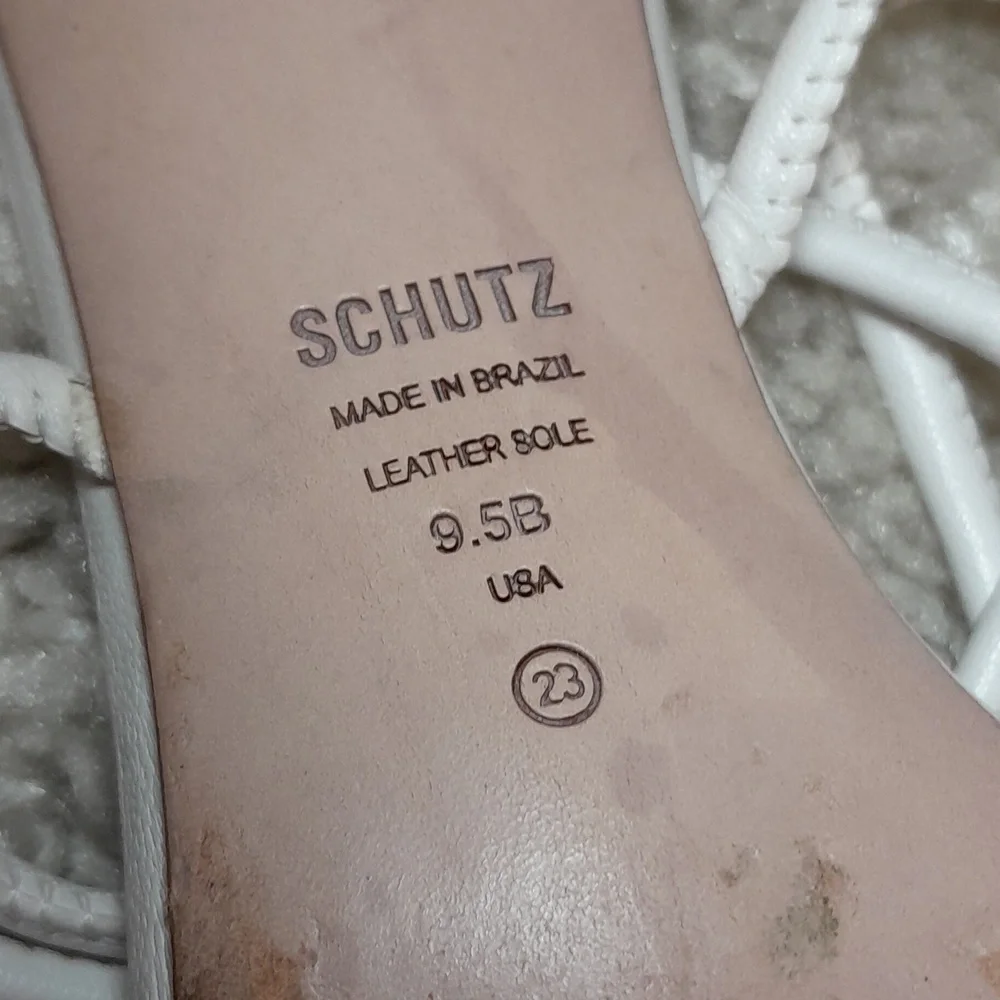 SCHUTZ
MADE IN BRAZIL
LEATHER SOLE
9.5B
USA
23